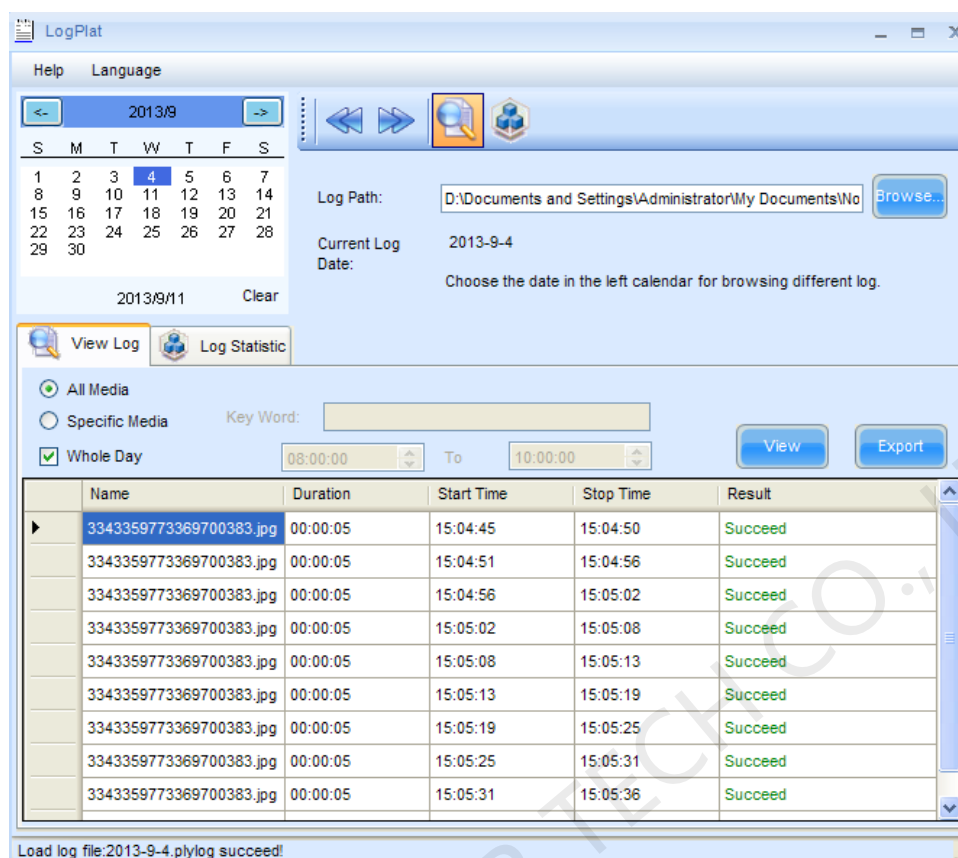 LogPlat
Help Language
<- 2013/9 ->
S M T W T F S
1 2 3 4 5 6 7
8 9 10 11 12 13 14
15 16 17 18 19 20 21
22 23 24 25 26 27 28
29 30
2013/9/11 Clear
Log Path: D:\Documents and Settings\Administrator\My Documents\No Browse...
Current Log Date: 2013-9-4
Choose the date in the left calendar for browsing different log.
View Log Log Statistic
All Media
Specific Media Key Word:
Whole Day 08:00:00 To 10:00:00 View Export
Name Duration Start Time Stop Time Result
3343359773369700383.jpg 00:00:05 15:04:45 15:04:50 Succeed
3343359773369700383.jpg 00:00:05 15:04:51 15:04:56 Succeed
3343359773369700383.jpg 00:00:05 15:04:56 15:05:02 Succeed
3343359773369700383.jpg 00:00:05 15:05:02 15:05:08 Succeed
3343359773369700383.jpg 00:00:05 15:05:08 15:05:13 Succeed
3343359773369700383.jpg 00:00:05 15:05:13 15:05:19 Succeed
3343359773369700383.jpg 00:00:05 15:05:19 15:05:25 Succeed
3343359773369700383.jpg 00:00:05 15:05:25 15:05:31 Succeed
3343359773369700383.jpg 00:00:05 15:05:31 15:05:36 Succeed
Load log file:2013-9-4.plylog succeed!
TECH CO.,